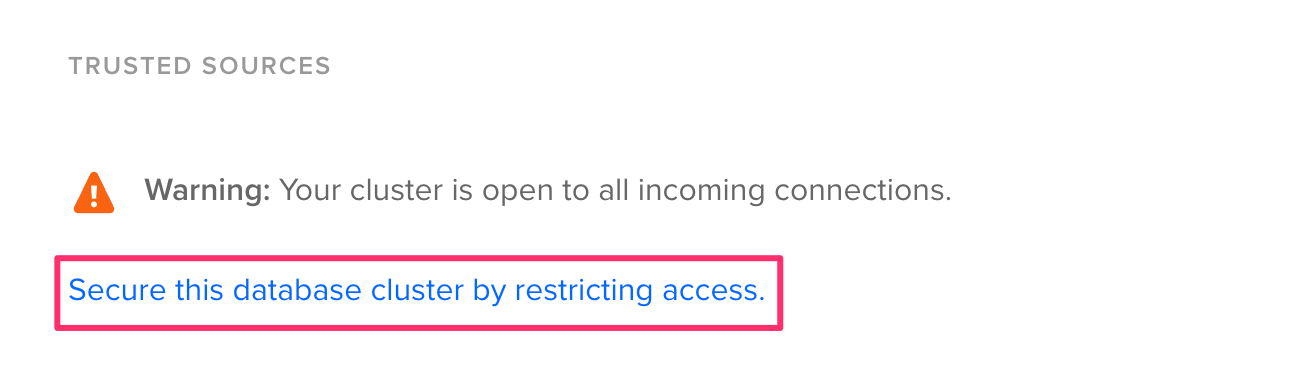 TRUSTED SOURCES
Warning: Your cluster is open to all incoming connections.
Secure this database cluster by restricting access.